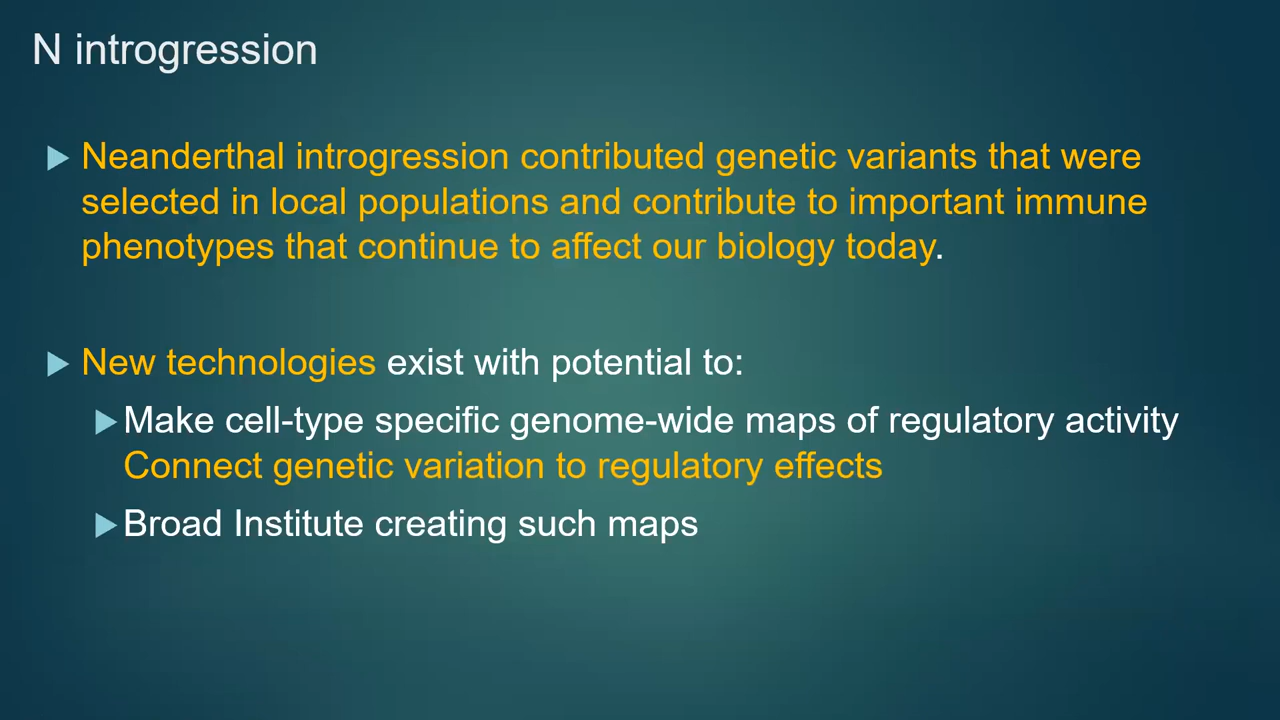 N introgression
Neanderthal introgression contributed genetic variants that were
selected in local populations and contribute to important immune
phenotypes that continue to affect our biology today.
New technologies exist with potential to:
Make cell-type specific genome-wide maps of regulatory activity
Connect genetic variation to regulatory effects
Broad Institute creating such maps